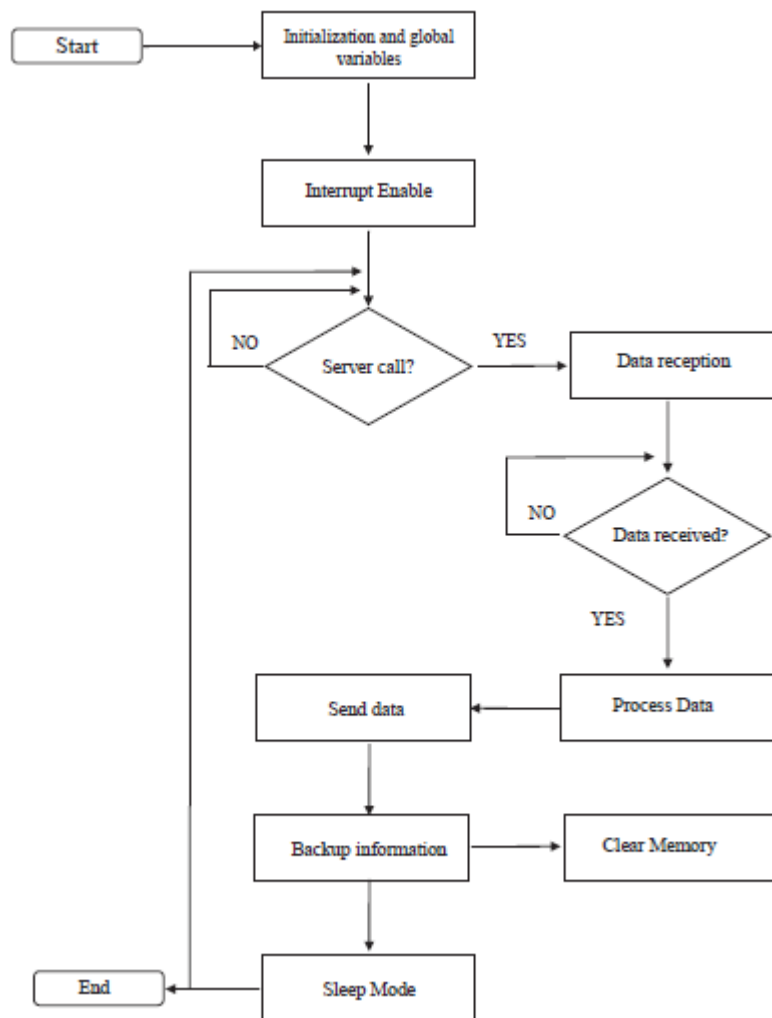 Start
Initialization and global
variables
Interrupt Enable
NO
Server call?
YES
Data reception
NO
Data received?
YES
Send data
Process Data
Backup information
Clear Memory
End
Sleep Mode